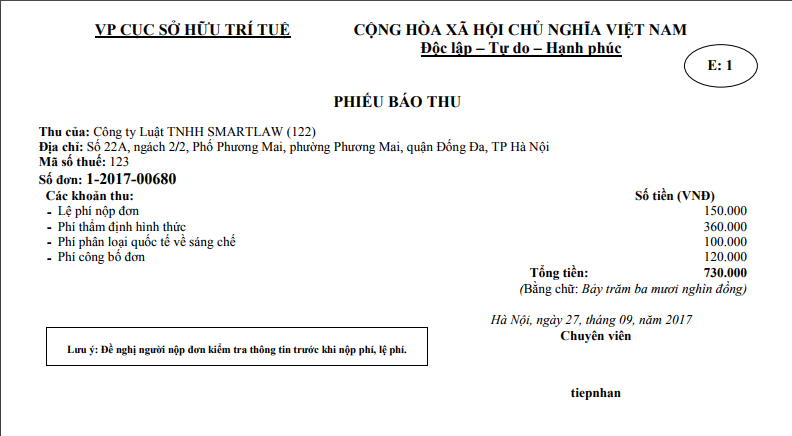 VP CỤC SỞ HỮU TRÍ TUỆ
CỘNG HÒA XÃ HỘI CHỦ NGHĨA VIỆT NAM
Độc lập – Tự do – Hạnh phúc
E: 1
PHIẾU BÁO THU
Thu của: Công ty Luật TNHH SMARTLAW (122)
Địa chỉ: Số 22A, ngách 2/2, Phố Phương Mai, phường Phương Mai, quận Đống Đa, TP Hà Nội
Mã số thuế: 123
Số đơn: 1-2017-00680
Các khoản thu: Số tiền (VNĐ)
- Lệ phí nộp đơn 150.000
- Phí thẩm định hình thức 360.000
- Phí phân loại quốc tế về sáng chế 100.000
- Phí công bố đơn 120.000
Tổng tiền: 730.000
(Bằng chữ: Bảy trăm ba mươi nghìn đồng)
Hà Nội, ngày 27, tháng 09, năm 2017
Chuyên viên
Lưu ý: Đề nghị người nộp đơn kiểm tra thông tin trước khi nộp phí, lệ phí.
tiepnhan